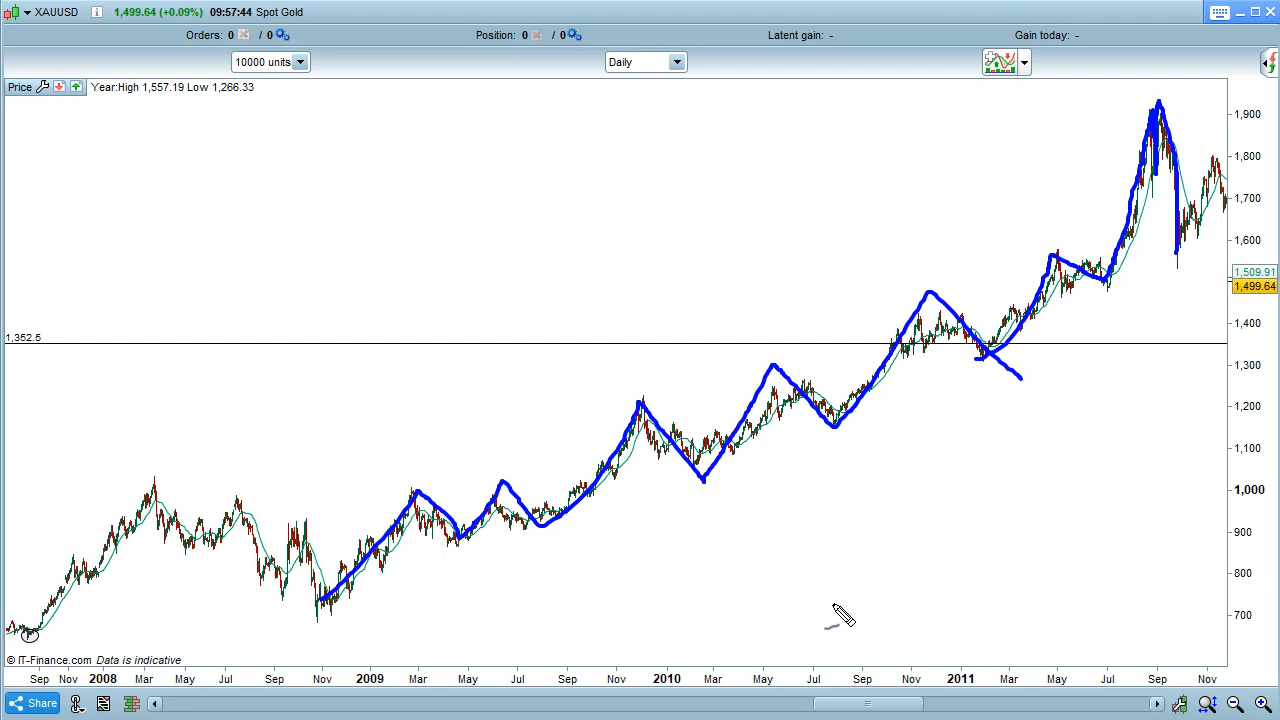 XAUUSD 1,499.64 (+0.09%) 09:57:44 Spot Gold
Orders: 0 / 0 Position: 0 / 0 Latent gain: - Gain today: -
10000 units Daily
Price Year:High 1,557.19 Low 1,266.33
1,900
1,800
1,700
1,600
1,509.91
1,499.64
1,400
1,352.5
1,300
1,200
1,100
1,000
900
800
700
© IT-Finance.com Data is indicative
Sep Nov 2008 Mar May Jul Sep Nov 2009 Mar May Jul Sep Nov 2010 Mar May Jul Sep Nov 2011 Mar May Jul Sep Nov
Share